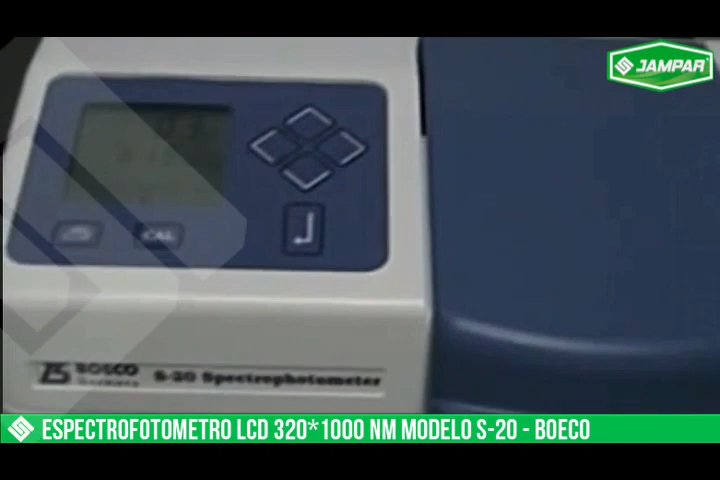 JAMPAR
CAL
BOECO
Germany
S-20 Spectrophotometer
ESPECTROFOTOMETRO LCD 320*1000 NM MODELO S-20 - BOECO